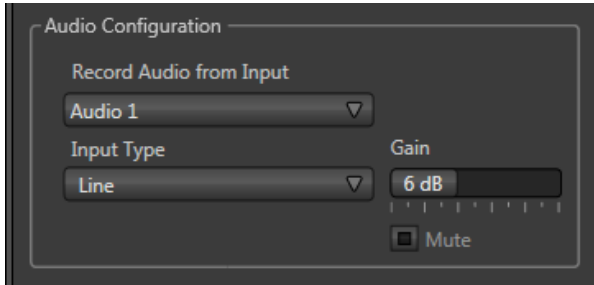 Audio Configuration
Record Audio from Input
Audio 1
Input Type
Gain
Line
6 dB
Mute